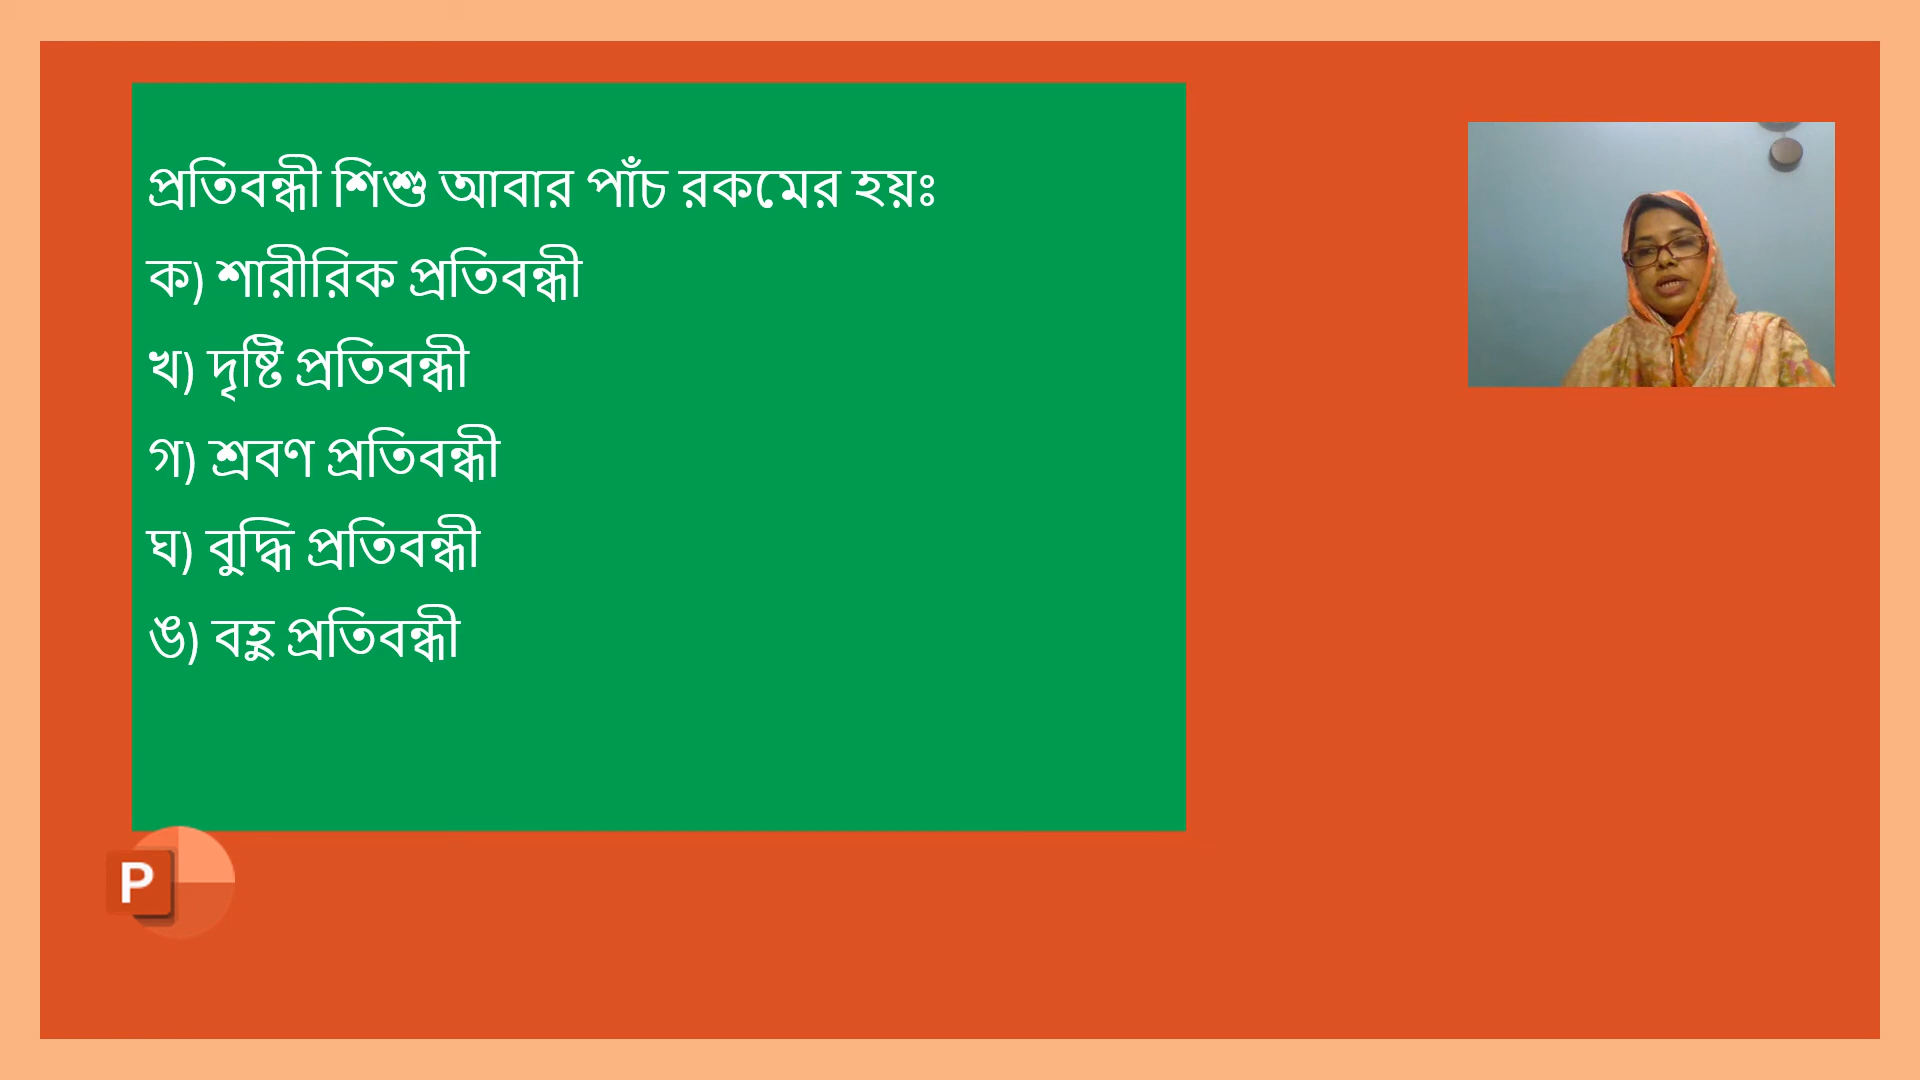 প্রতিবন্ধী শিশু আবার পাঁচ রকমের হয়ঃ
ক) শারীরিক প্রতিবন্ধী
খ) দৃষ্টি প্রতিবন্ধী
গ) শ্রবণ প্রতিবন্ধী
ঘ) বুদ্ধি প্রতিবন্ধী
ঙ) বহু প্রতিবন্ধী
P